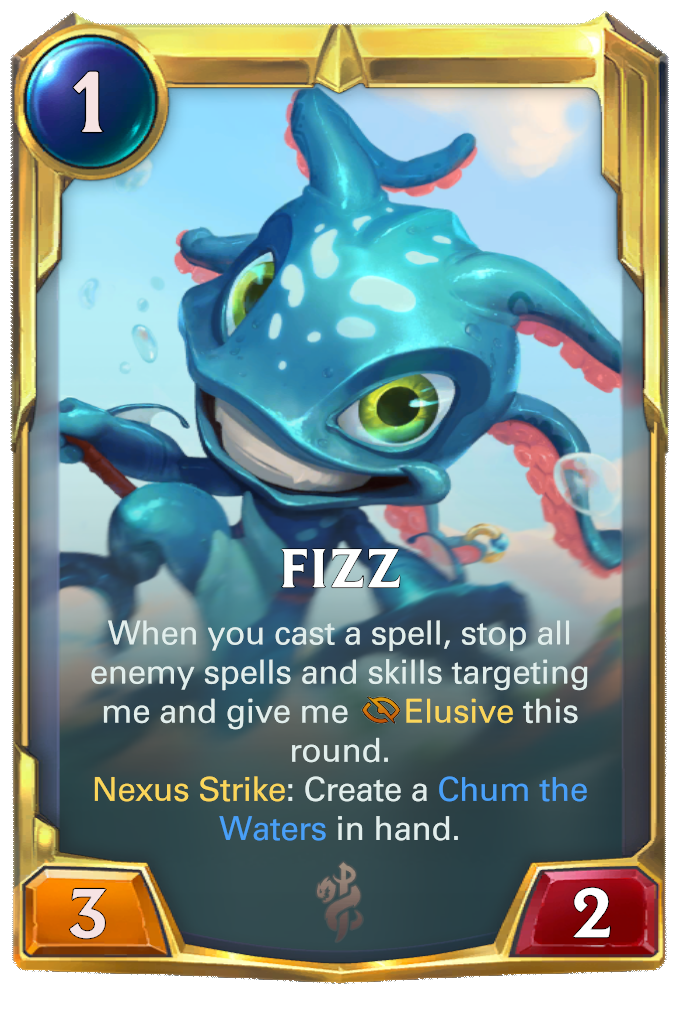 1
FIZZ
When you cast a spell, stop all
enemy spells and skills targeting
me and give me Elusive this
round.
Nexus Strike: Create a Chum the
Waters in hand.
3
2